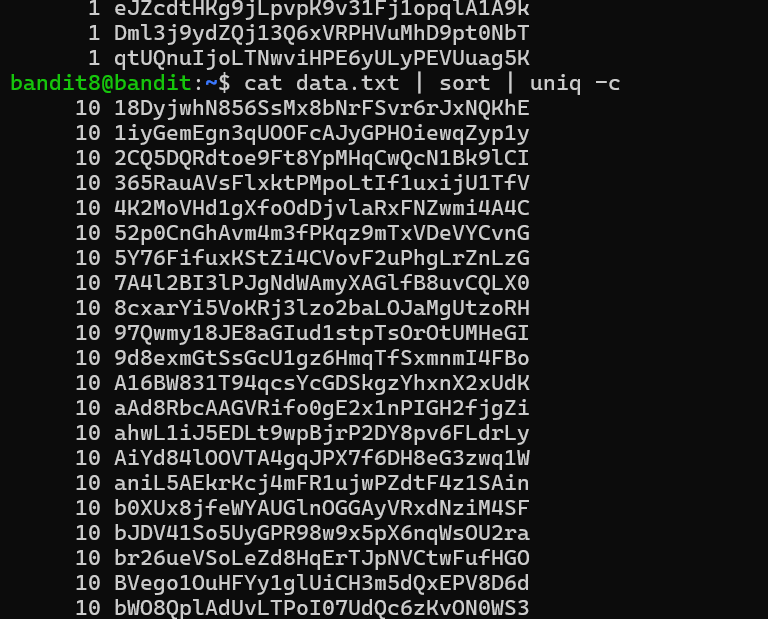 1 eJZcdtHKg9jLpvpK9v31Fj1opqlA1A9k
1 Dml3j9ydZQj13Q6xVRPHVuMhD9pt0NbT
1 qtUQnuIjoLTNwviHPE6yULyPEVUuag5K
bandit8@bandit:~$ cat data.txt | sort | uniq -c
10 18DyjwhN856SsMx8bNrFSvr6rJxNQKhE
10 1iyGemEgn3qUOOFcAJyGPHOiewqZyp1y
10 2CQ5DQRdtoe9Ft8YpMHqCwQcN1Bk9lCI
10 365RauAVsFlxktPMpoLtIf1uxijU1TfV
10 4K2MoVHd1gXfoOdDjvlaRxFNZwmi4A4C
10 52p0CnGhAvm4m3fPKqz9mTxVDeVYCvnG
10 5Y76FifuxKStZi4CVovF2uPhgLrZnLzG
10 7A4l2BI3lPJgNdWAmyXAGlfB8uvCQLX0
10 8cxarYi5VoKRj3lzo2baLOJaMgUtzoRH
10 97Qwmy18JE8aGIud1stpTsOrOtUMHeGI
10 9d8exmGtSsGcU1gz6HmqTfSxmnmI4FBo
10 A16BW831T94qcsYcGDSkgzYhxnX2xUdK
10 aAd8RbcAAGVRifo0gE2x1nPIGH2fjgZi
10 ahwL1iJ5EDLt9wpBjrP2DY8pv6FLdrLy
10 AiYd84lOOVTA4gqJPX7f6DH8eG3zwq1W
10 aniL5AEkrKcj4mFR1ujwPZdtF4z1SAin
10 b0XUx8jfeWYAUGlnOGGAyVRxdNziM4SF
10 bJDV41So5UyGPR98w9x5pX6nqWsOU2ra
10 br26ueVSoLeZd8HqErTJpNVCtwFufHGO
10 BVego1OuHFYy1glUiCH3m5dQxEPV8D6d
10 bWO8QplAdUvLTPoI07UdQc6zKvON0WS3